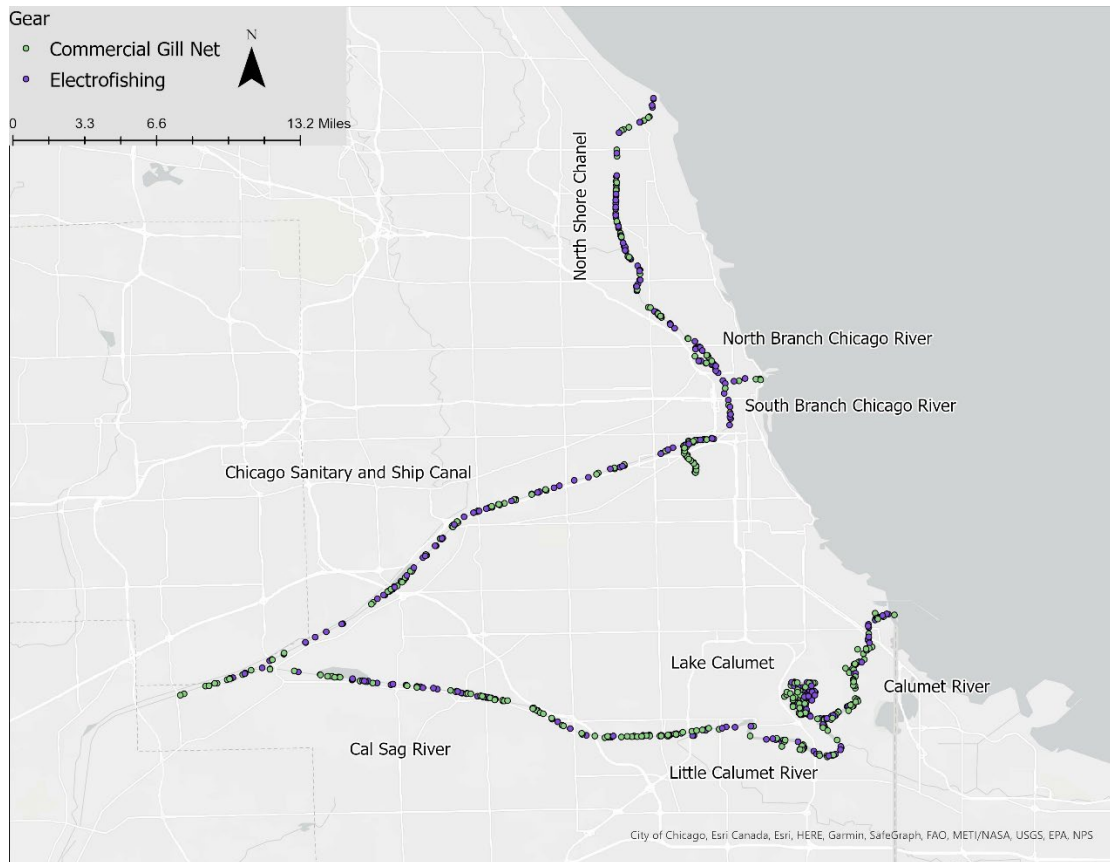 Gear
Commercial Gill Net
Electrofishing
N
0 3.3 6.6 13.2 Miles
North Shore Chanel
North Branch Chicago River
South Branch Chicago River
Chicago Sanitary and Ship Canal
Lake Calumet
Calumet River
Cal Sag River
Little Calumet River
City of Chicago, Esri Canada, Esri, HERE, Garmin, SafeGraph, FAO, METI/NASA, USGS, EPA, NPS